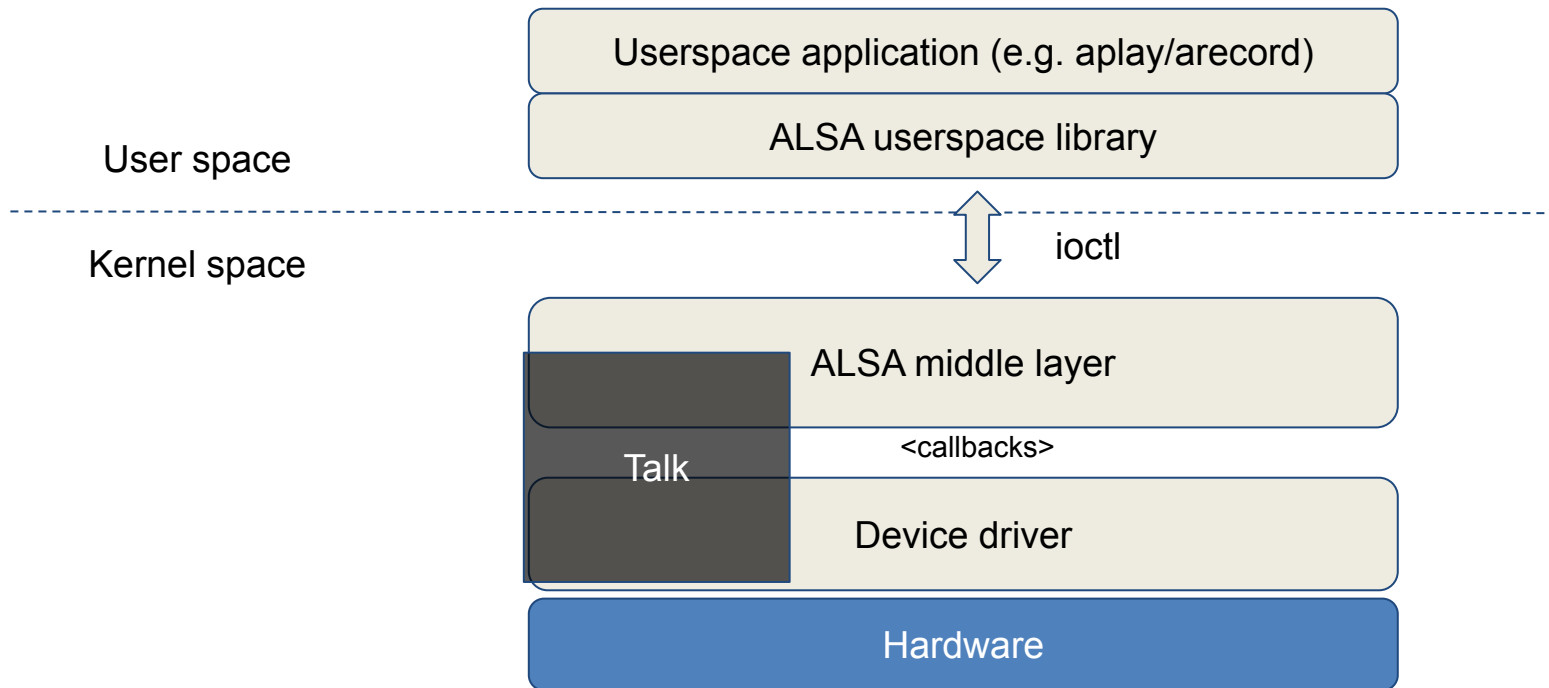 Userspace application (e.g. aplay/arecord)
ALSA userspace library
User space
ioctl
Kernel space
ALSA middle layer
<callbacks>
Talk
Device driver
Hardware